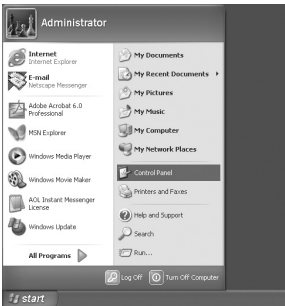 Administrator
Internet
Internet Explorer
E-mail
Netscape Messenger
Adobe Acrobat 6.0
Professional
MSN Explorer
Windows Media Player
Windows Movie Maker
AOL Instant Messenger
License
Windows Update
All Programs
My Documents
My Recent Documents
My Pictures
My Music
My Computer
My Network Places
Control Panel
Printers and Faxes
Help and Support
Search
Run...
Log Off
Turn Off Computer
start